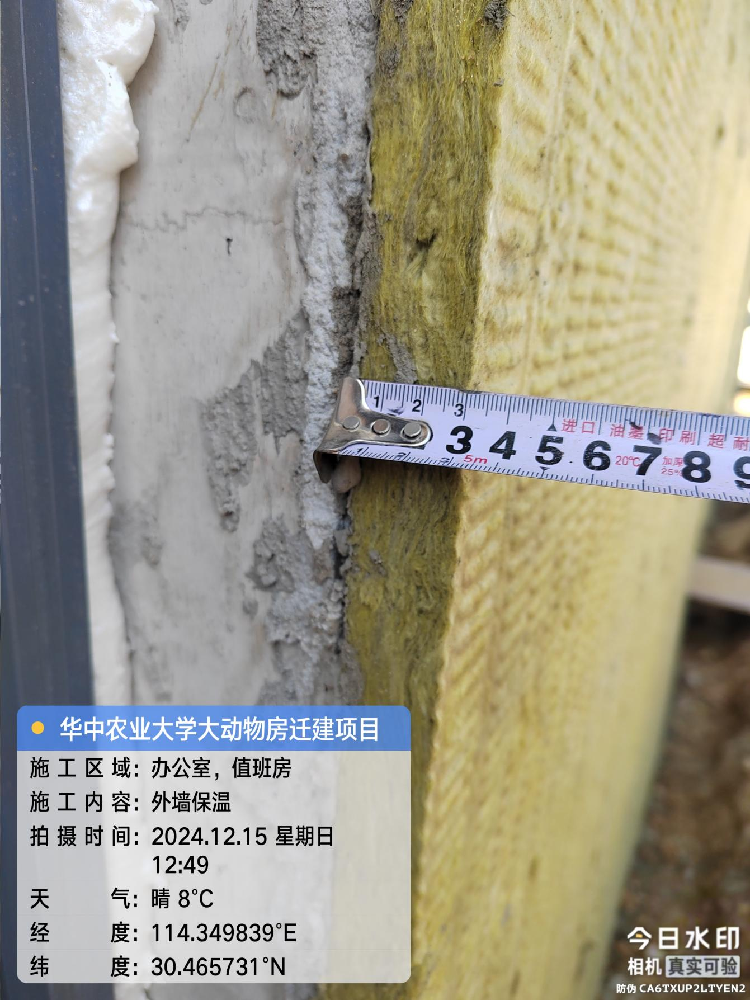 1 2 3
进口 油墨 印刷 超 耐
3 4 5 6 7 8 9
20℃ 加厚
25%
1 2 3 5m
华中农业大学大动物房迁建项目
施工区域：办公室，值班房
施工内容：外墙保温
拍摄时间：2024.12.15 星期日
12:49
天气：晴 8℃
经度：114.349839°E
纬度：30.465731°N
今日水印
相机 真实可验
防伪 CA6TXUP2LTYEN2